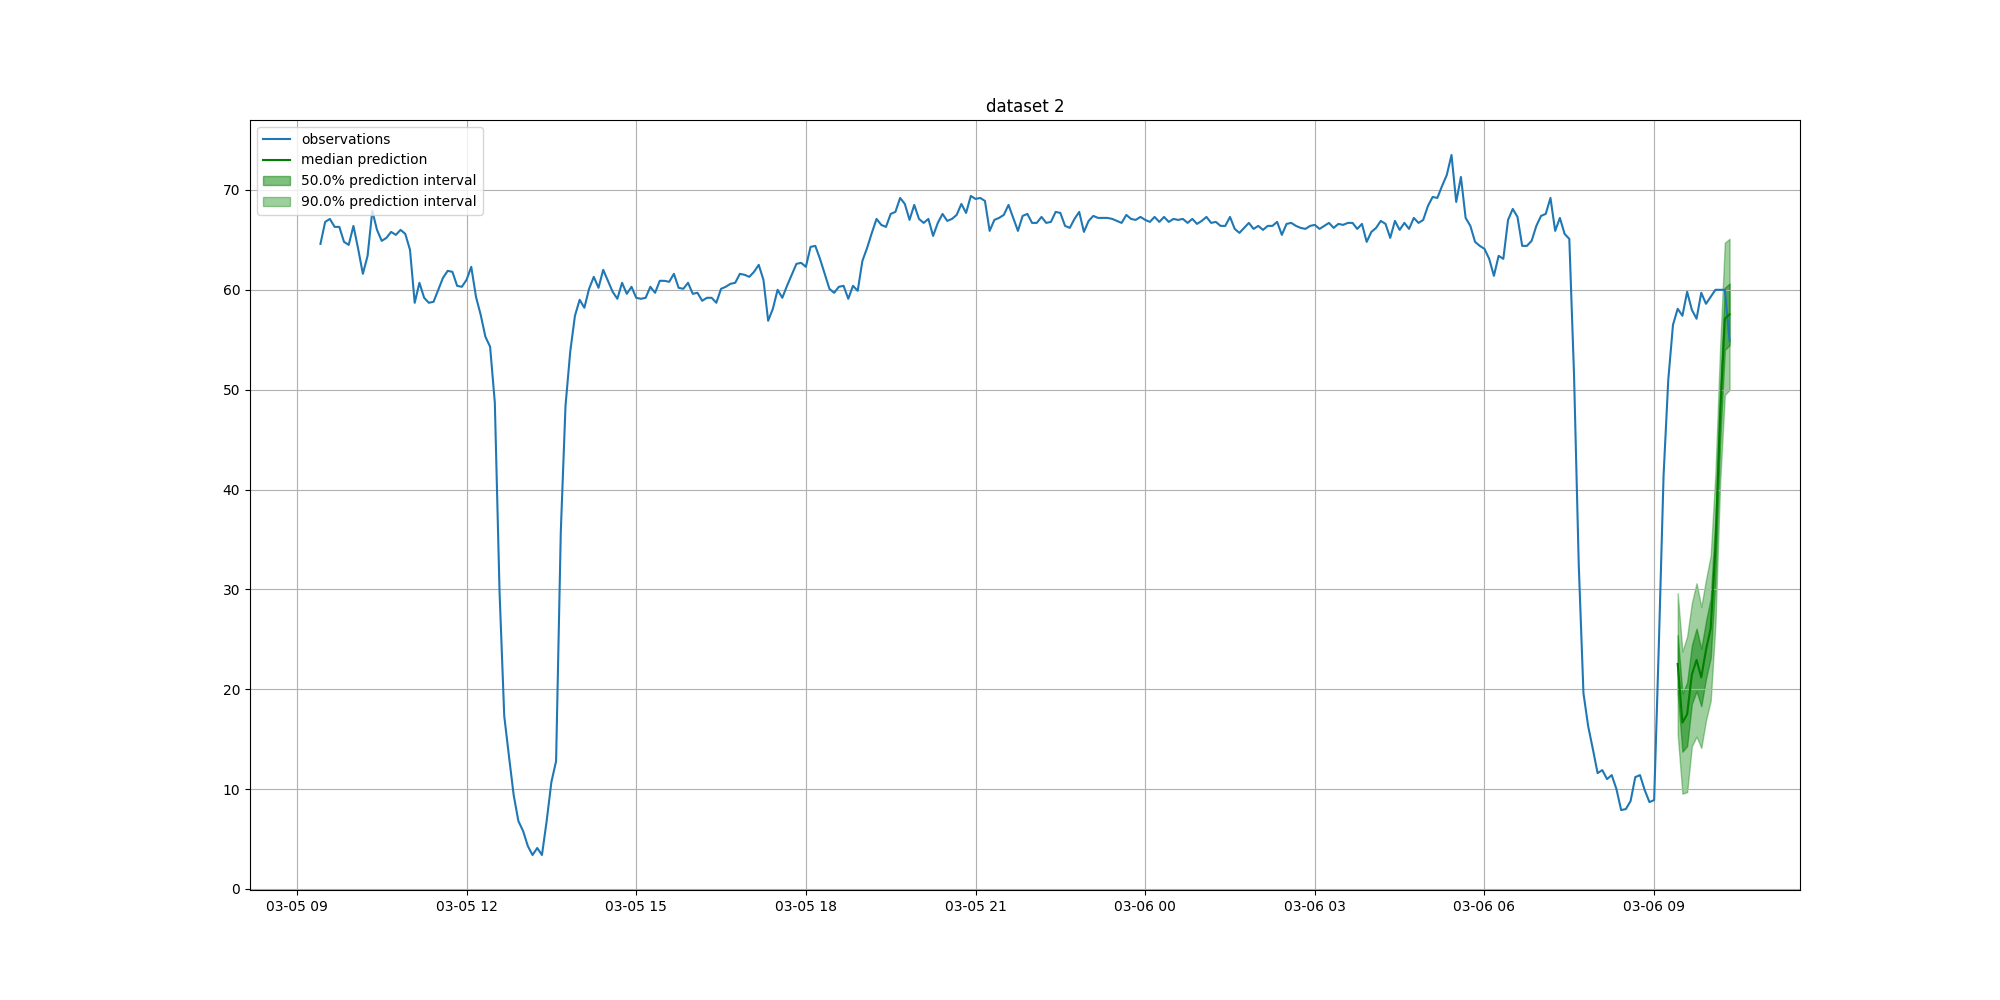 dataset 2
observations
median prediction
50.0% prediction interval
90.0% prediction interval
70
60
50
40
30
20
10
0
03-05 09 03-05 12 03-05 15 03-05 18 03-05 21 03-06 00 03-06 03 03-06 06 03-06 09